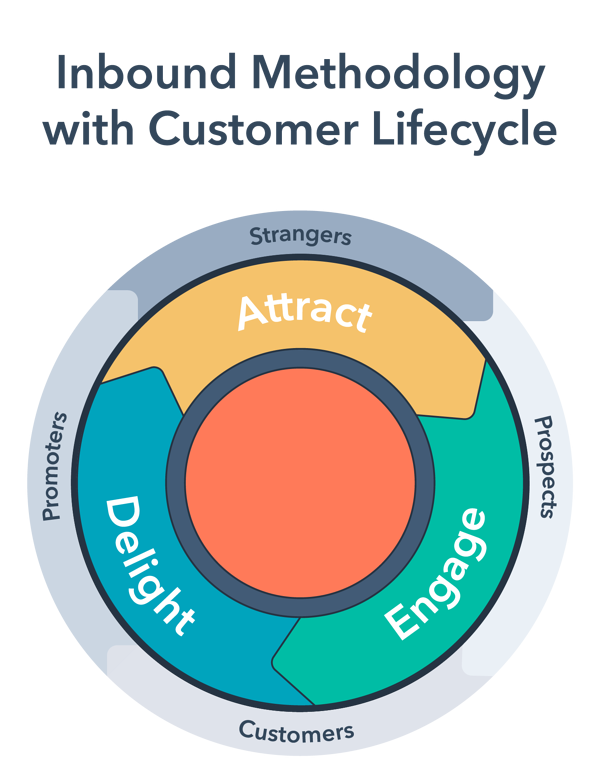 Inbound Methodology
with Customer Lifecycle
Strangers
Attract
Promoters
Prospects
Delight
Engage
Customers